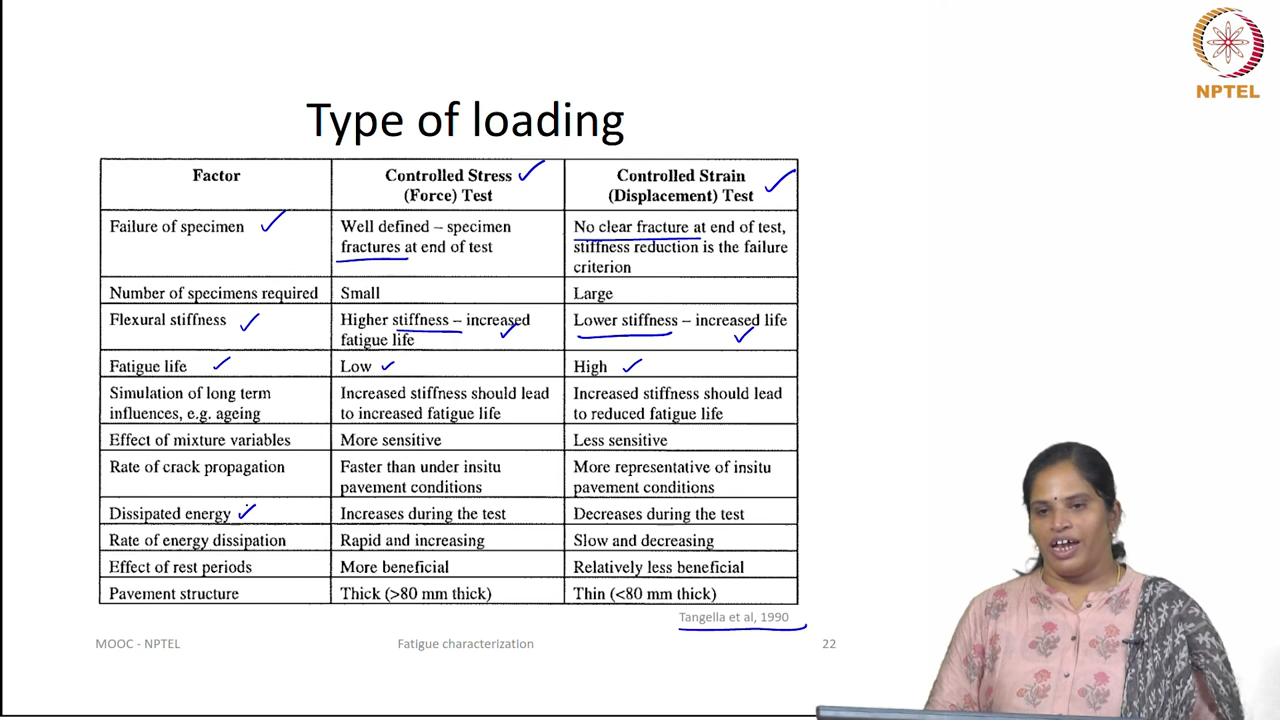 NPTEL
Type of loading
Factor
Controlled Stress
(Force) Test
Controlled Strain
(Displacement) Test
Failure of specimen
Well defined – specimen
fractures at end of test
No clear fracture at end of test,
stiffness reduction is the failure
criterion
Number of specimens required
Small
Large
Flexural stiffness
Higher stiffness – increased
fatigue life
Lower stiffness – increased life
Fatigue life
Low
High
Simulation of long term
influences, e.g. ageing
Increased stiffness should lead
to increased fatigue life
Increased stiffness should lead
to reduced fatigue life
Effect of mixture variables
More sensitive
Less sensitive
Rate of crack propagation
Faster than under insitu
pavement conditions
More representative of insitu
pavement conditions
Dissipated energy
Increases during the test
Decreases during the test
Rate of energy dissipation
Rapid and increasing
Slow and decreasing
Effect of rest periods
More beneficial
Relatively less beneficial
Pavement structure
Thick (>80 mm thick)
Thin (<80 mm thick)
Tangella et al, 1990
MOOC - NPTEL
Fatigue characterization
22